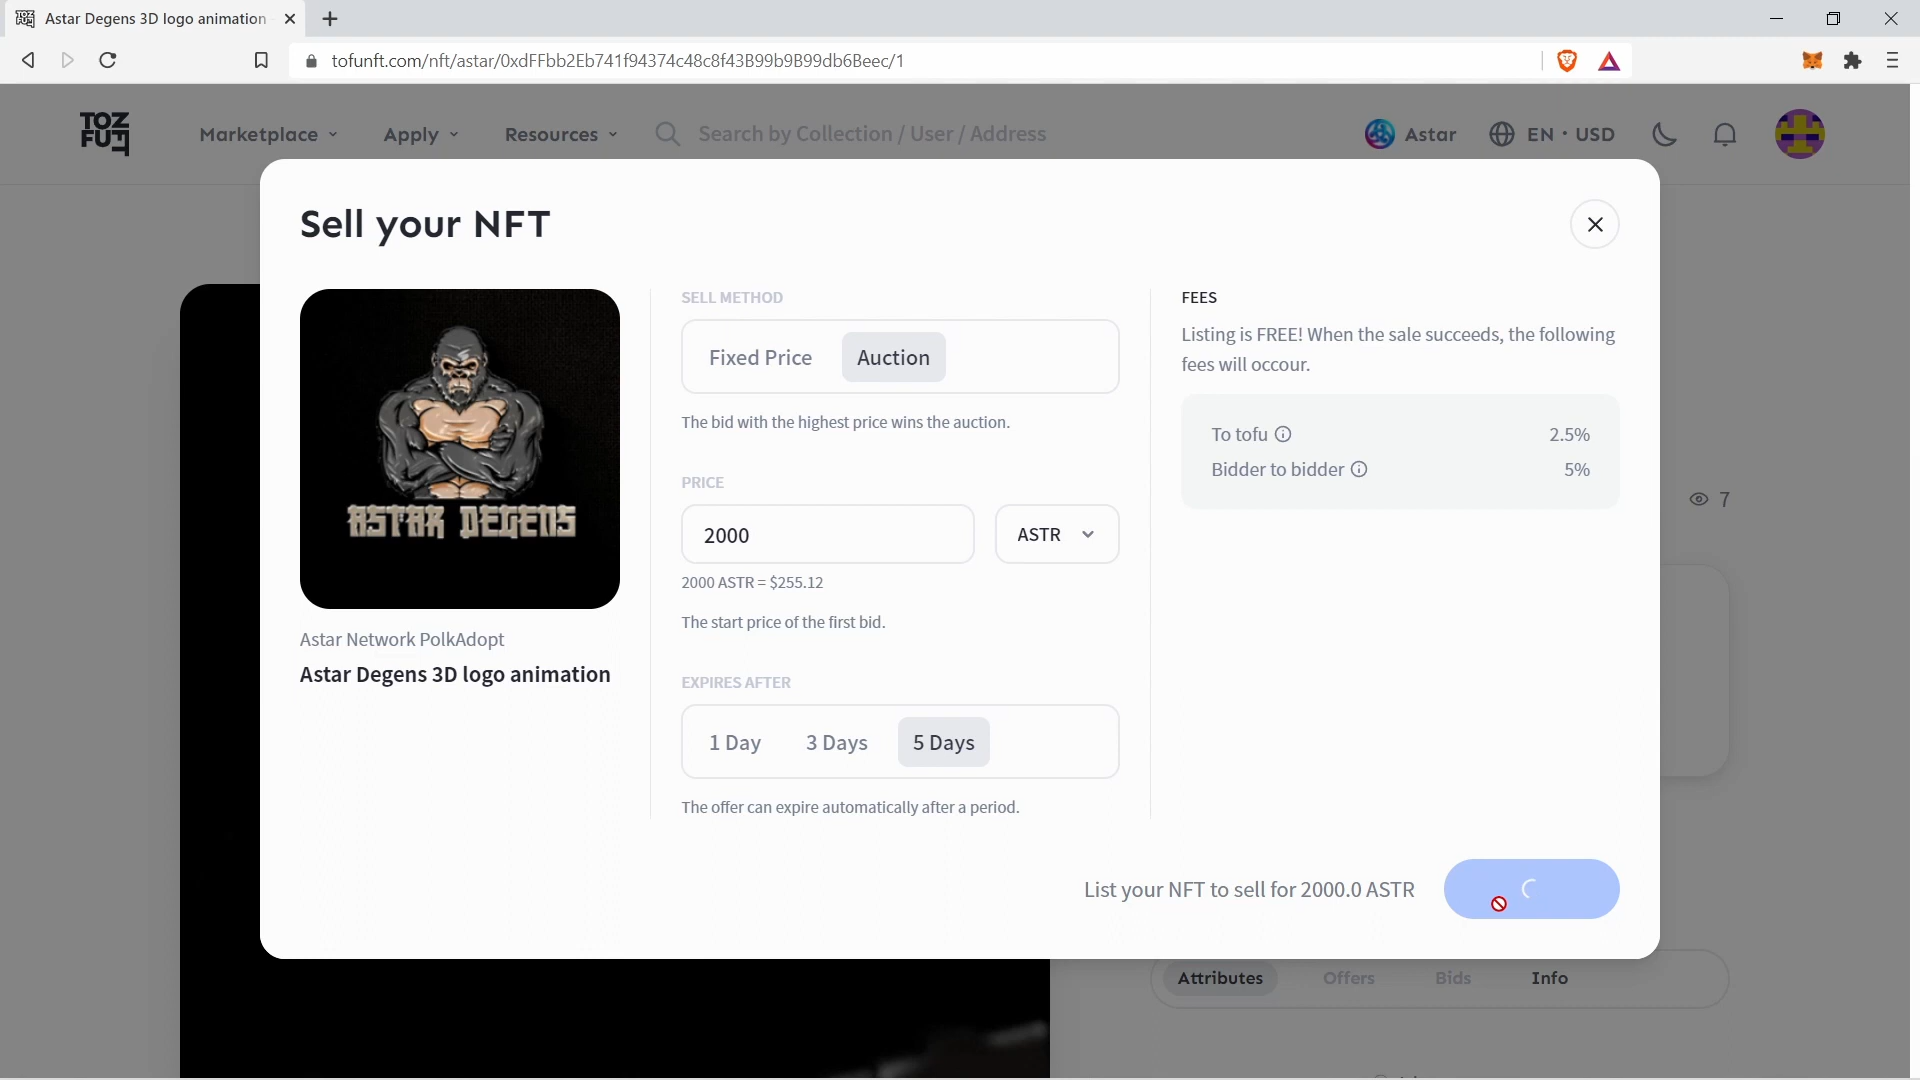 Astar Degens 3D logo animation
tofunft.com/nft/astar/0xdFFbb2Eb741f94374c48c8f43B99b9B99db6Beec/1
TOZ
FUF
Marketplace
Apply
Resources
Search by Collection / User / Address
Astar
EN • USD
Sell your NFT
ASTAR DEGENS
Astar Network PolkAdopt
Astar Degens 3D logo animation
SELL METHOD
Fixed Price
Auction
The bid with the highest price wins the auction.
PRICE
2000
ASTR
2000 ASTR = $255.12
The start price of the first bid.
EXPIRES AFTER
1 Day
3 Days
5 Days
The offer can expire automatically after a period.
FEES
Listing is FREE! When the sale succeeds, the following
fees will occour.
To tofu
2.5%
Bidder to bidder
5%
7
List your NFT to sell for 2000.0 ASTR
Attributes
Offers
Bids
Info